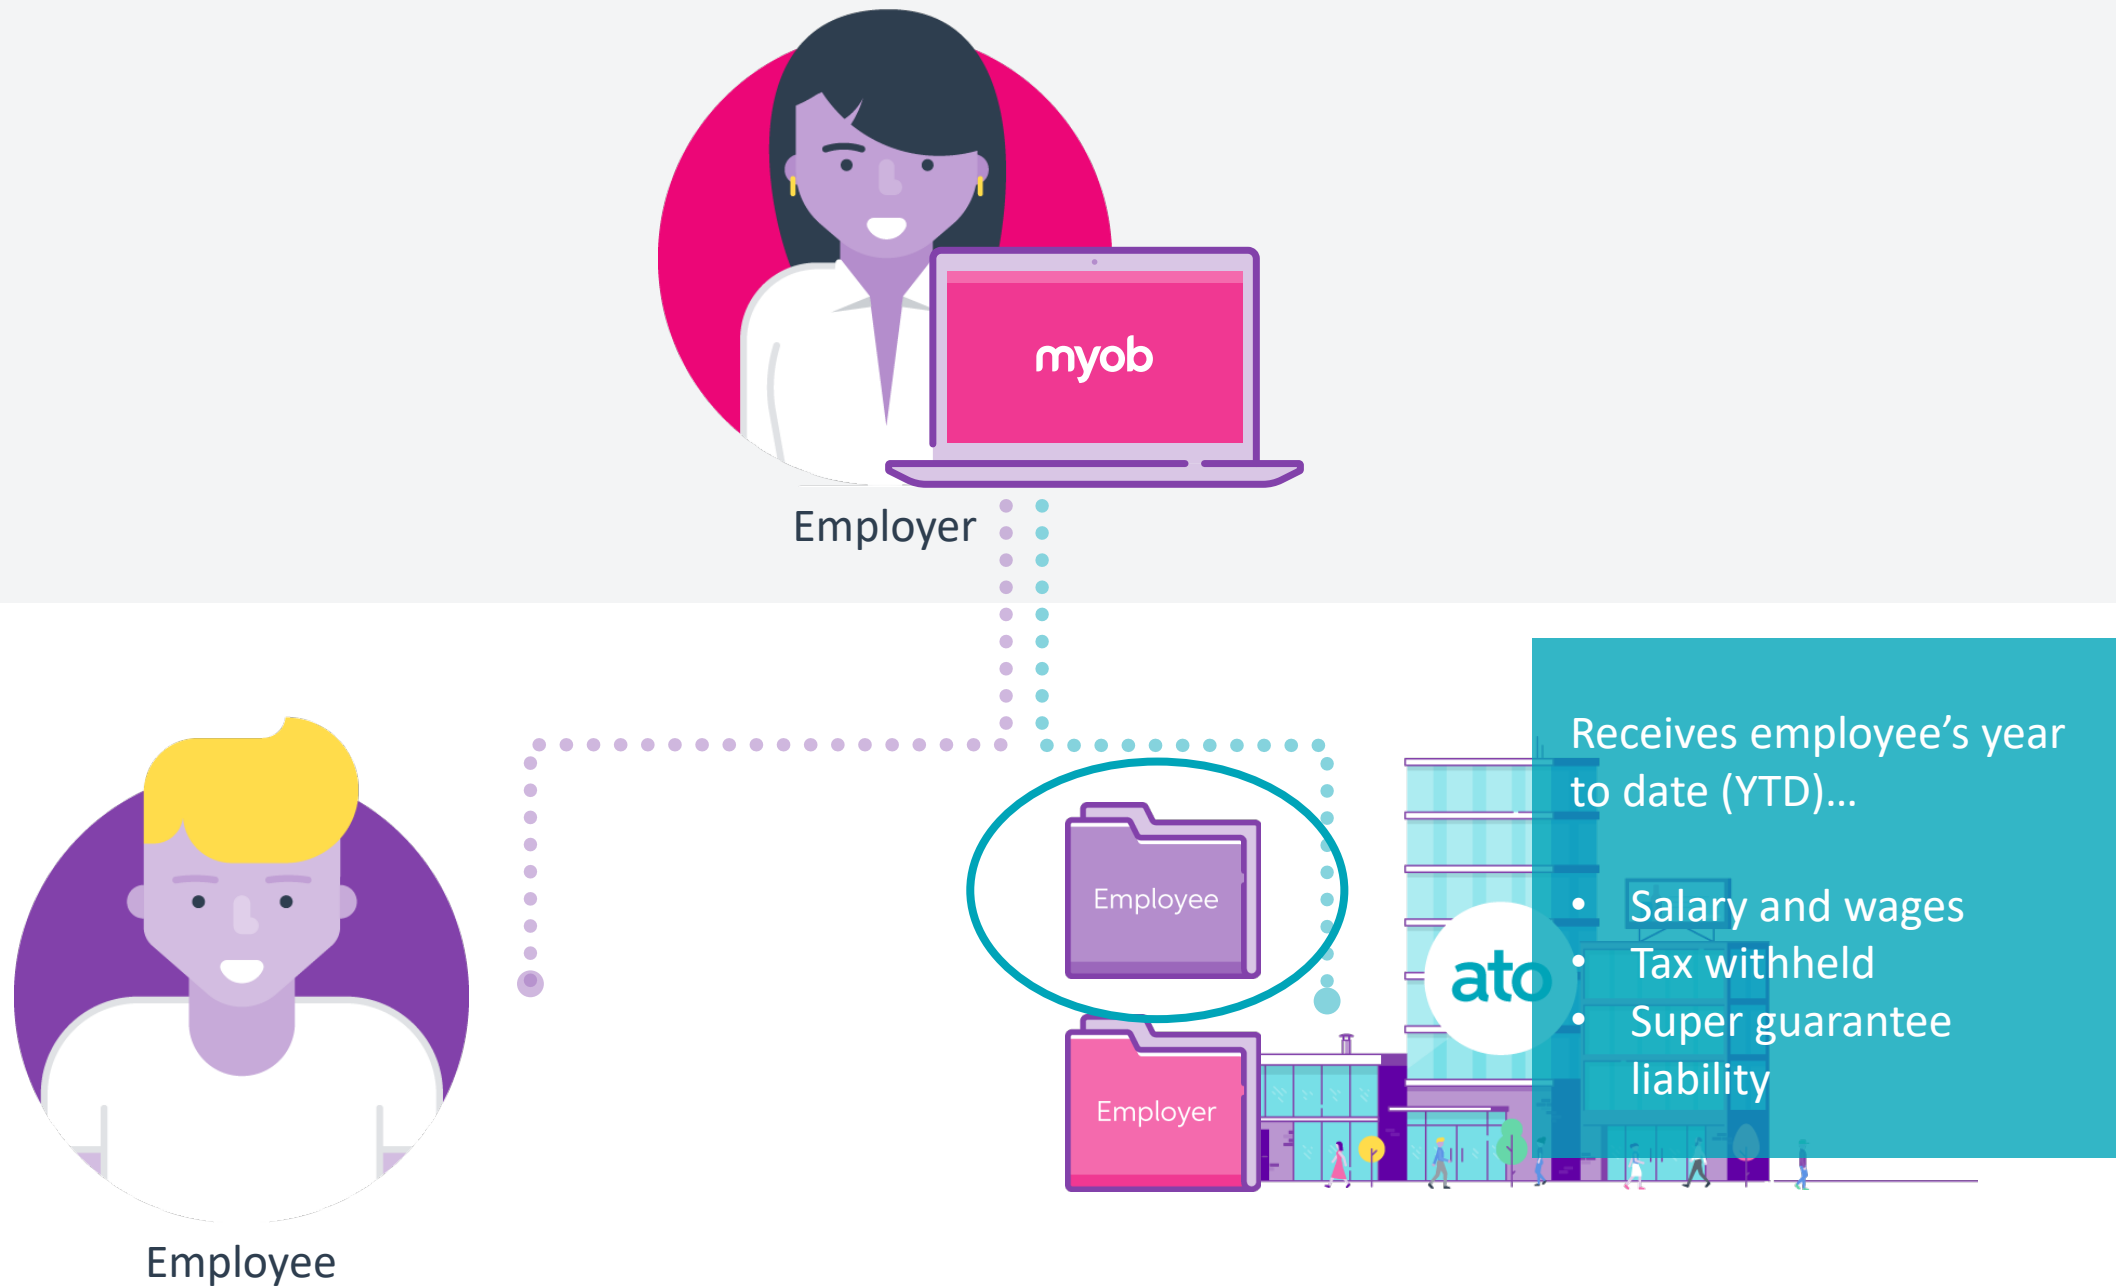 myob
Employer
Receives employee’s year
to date (YTD)...
Employee
• Salary and wages
ato
• Tax withheld
• Super guarantee
liability
Employer
Employee